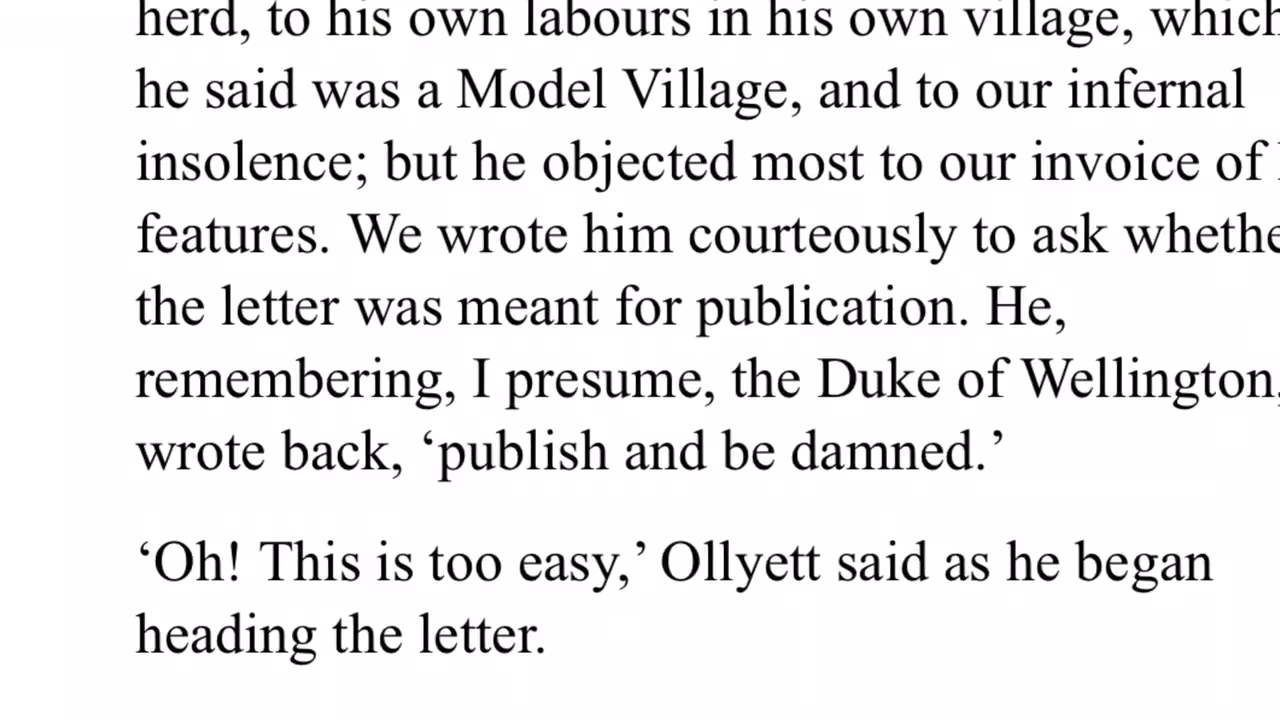 herd, to his own labours in his own village, which
he said was a Model Village, and to our infernal
insolence; but he objected most to our invoice of
features. We wrote him courteously to ask whethe
the letter was meant for publication. He,
remembering, I presume, the Duke of Wellington,
wrote back, ‘publish and be damned.’
‘Oh! This is too easy,’ Ollyett said as he began
heading the letter.